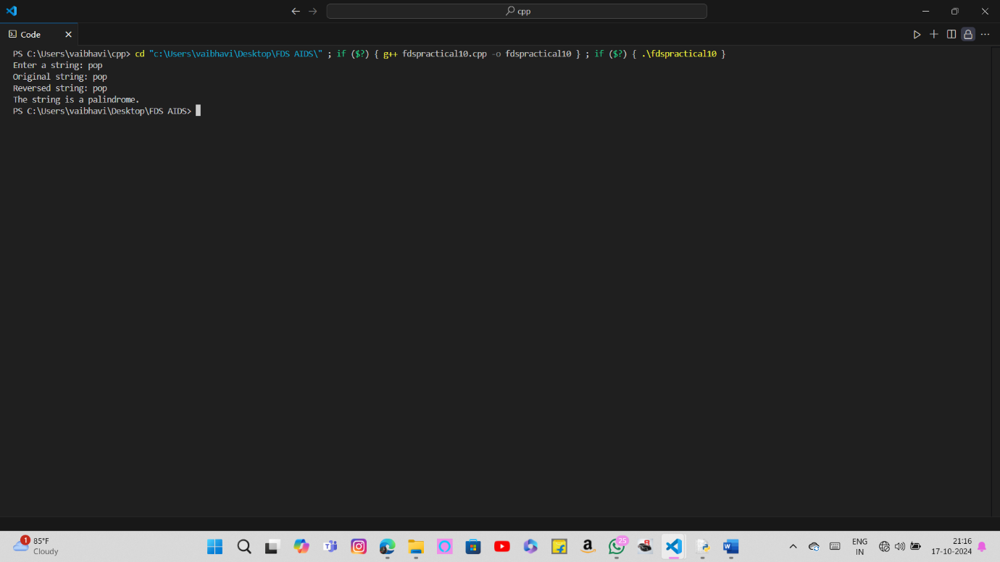 cpp
Code
PS C:\Users\vaibhavi\cpp> cd "c:\Users\vaibhavi\Desktop\FDS AIDS\" ; if ($?) { g++ fdspractical10.cpp -o fdspractical10 } ; if ($?) { .\fdspractical10 }
Enter a string: pop
Original string: pop
Reversed string: pop
The string is a palindrome.
PS C:\Users\vaibhavi\Desktop\FDS AIDS>
1
85°F
Cloudy
25
ENG
IN
21:16
17-10-2024